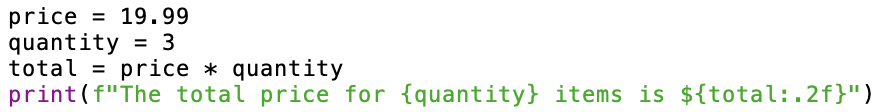 price = 19.99
quantity = 3
total = price * quantity
print(f"The total price for {quantity} items is ${total:.2f}")